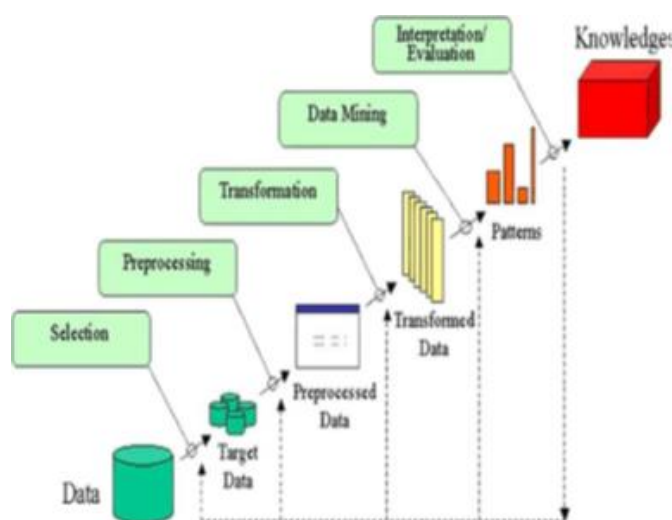 Interpretation/
Evaluation
Knowledges
Data Mining
Transformation
Patterns
Preprocessing
Transformed
Data
Selection
Preprocessed
Data
Target
Data
Data